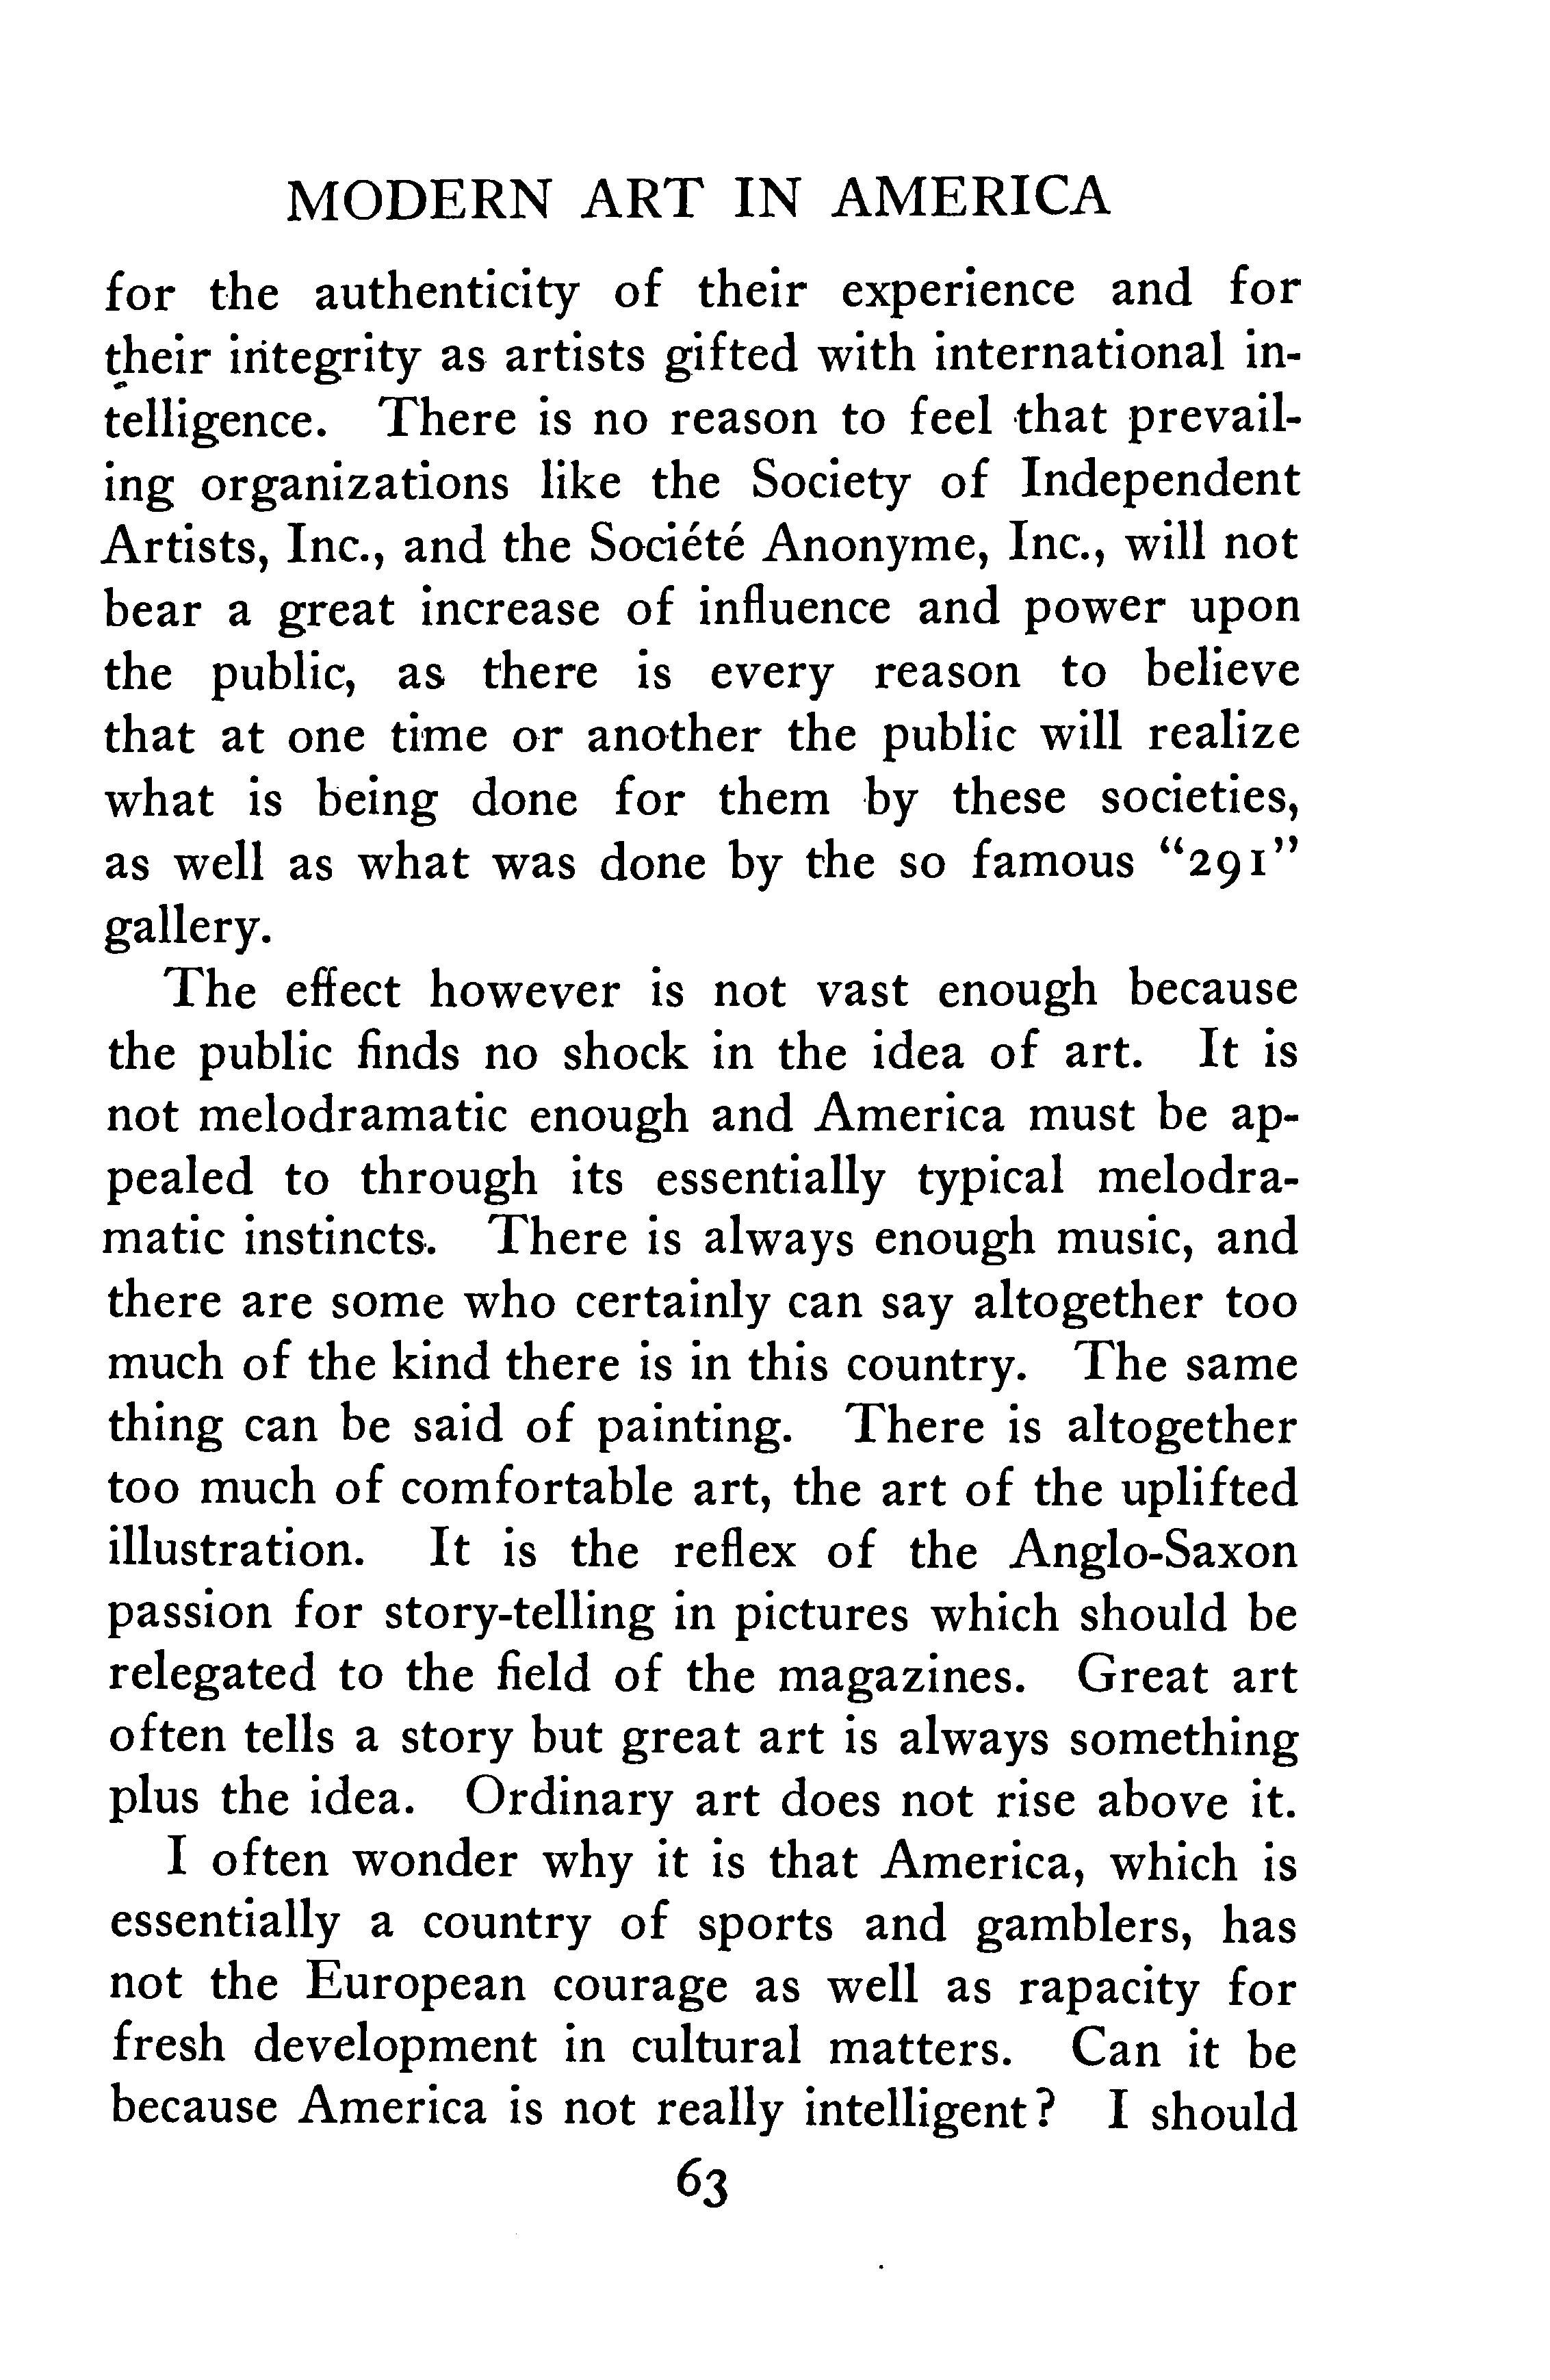 MODERN ART IN AMERICA
for the authenticity of their experience and for
their integrity as artists gifted with international in-
telligence. There is no reason to feel that prevail-
ing organizations like the Society of Independent
Artists, Inc., and the Société Anonyme, Inc., will not
bear a great increase of influence and power upon
the public, as there is every reason to believe
that at one time or another the public will realize
what is being done for them by these societies,
as well as what was done by the so famous “291”
gallery.
The effect however is not vast enough because
the public finds no shock in the idea of art. It is
not melodramatic enough and America must be ap-
pealed to through its essentially typical melodra-
matic instincts. There is always enough music, and
there are some who certainly can say altogether too
much of the kind there is in this country. The same
thing can be said of painting. There is altogether
too much of comfortable art, the art of the uplifted
illustration. It is the reflex of the Anglo-Saxon
passion for story-telling in pictures which should be
relegated to the field of the magazines. Great art
often tells a story but great art is always something
plus the idea. Ordinary art does not rise above it.
I often wonder why it is that America, which is
essentially a country of sports and gamblers, has
not the European courage as well as rapacity for
fresh development in cultural matters. Can it be
because America is not really intelligent? I should
63